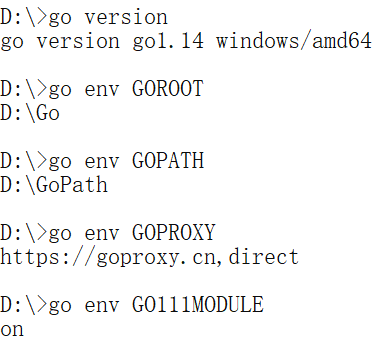 D:\>go version
go version go1.14 windows/amd64
D:\>go env GOROOT
D:\Go
D:\>go env GOPATH
D:\GoPath
D:\>go env GOPROXY
https://goproxy.cn,direct
D:\>go env GO111MODULE
on